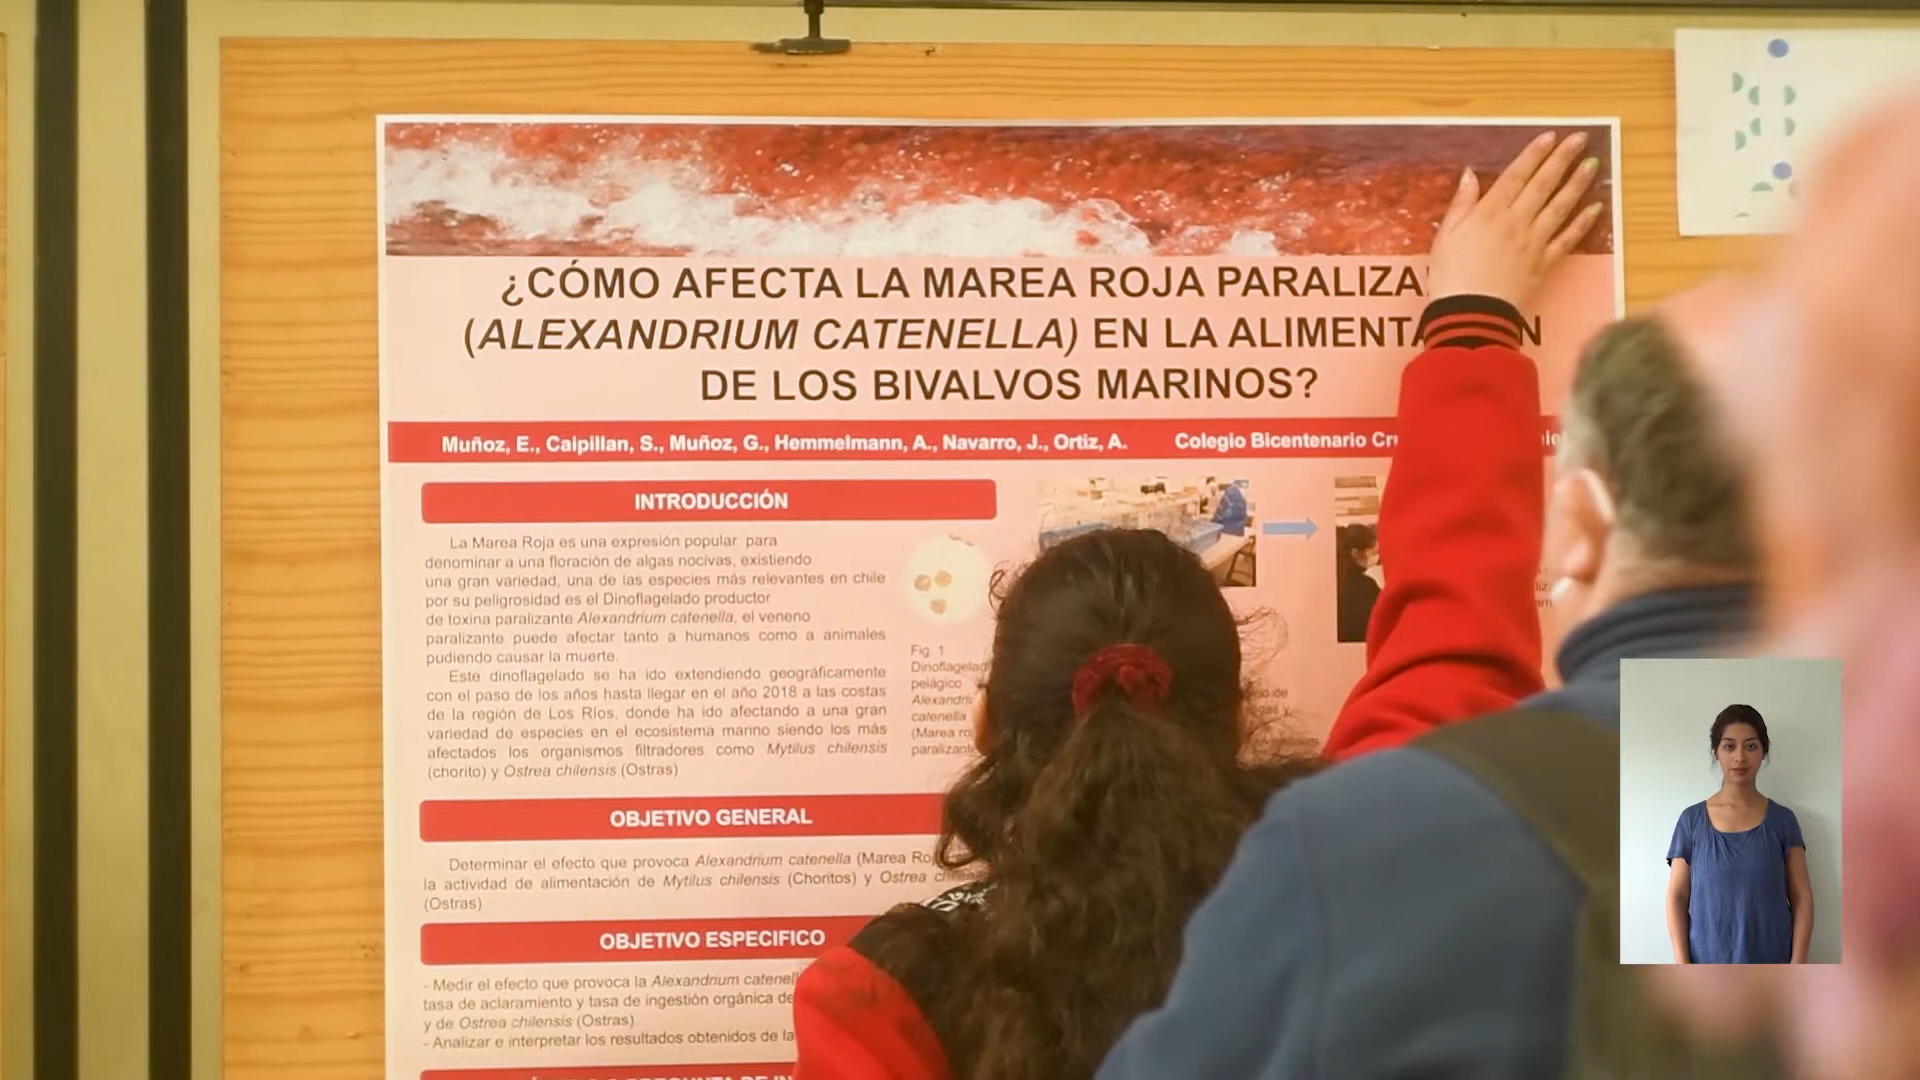 ¿CÓMO AFECTA LA MAREA ROJA
(ALEXANDRIUM CATENELLA) EN LA
DE LOS BIVALVOS MARINOS?
Muñoz, E., Caipillan, S., Muñoz, G., Hemmelmann, A., Navarro, J., Ortiz, A.
Colegio Bicentenario
INTRODUCCIÓN
La Marea Roja es una expresión popular para
denominar a una floración de algas nocivas, existiendo
una gran variedad, una de las especies más relevantes en chile
por su peligrosidad es el Dinoflagelado productor
de toxina paralizante Alexandrium catenella, el veneno
paralizante puede afectar tanto a humanos como a animales
pudiendo causar la muerte.
Este dinoflagelado se ha ido extendiendo geográficamente
con el paso de los años hasta llegar en el año 2018 a las costas
de la región de Los Ríos, donde ha ido afectando a una gran
variedad de especies en el ecosistema marino siendo los más
afectados los organismos filtradores como Mytilus chilensis
(chorito) y Ostrea chilensis (Ostras)
Fig. 1
pelágico
catenella
(Marea
OBJETIVO GENERAL
Determinar el efecto que provoca Alexandrium catenella (Marea
la actividad de alimentación de Mytilus chilensis (Choritos) y Ostrea
(Ostras)
OBJETIVO ESPECIFICO
- Medir el efecto que provoca la Alexandrium
tasa de aclaramiento y tasa de ingestión orgánica de
y de Ostrea chilensis (Ostras)
- Analizar e interpretar los resultados obtenidos de la